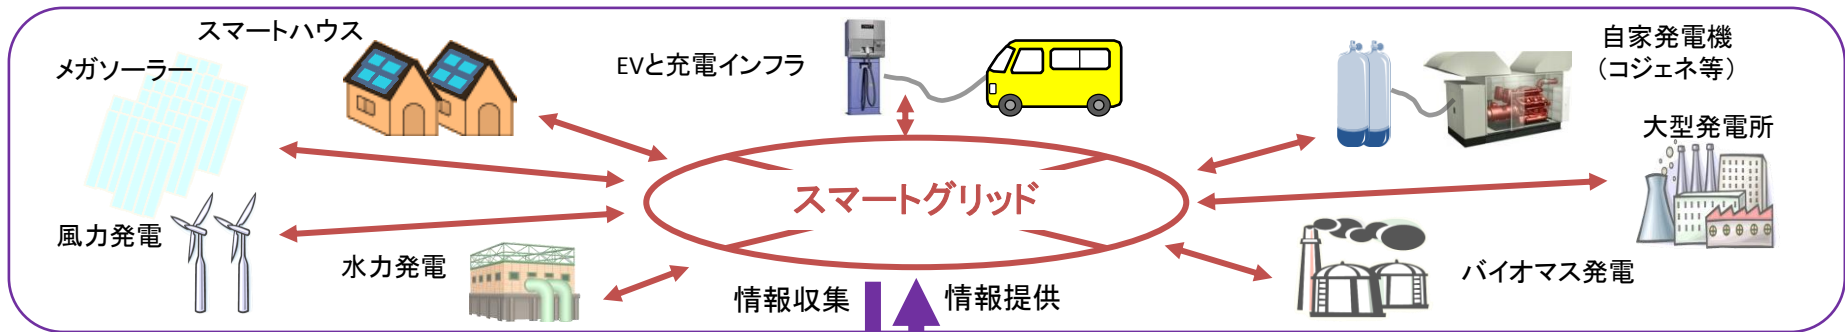 スマートハウス
メガソーラー
EVと充電インフラ
自家発電機
（コジェネ等）
大型発電所
スマートグリッド
風力発電
水力発電
バイオマス発電
情報収集
情報提供